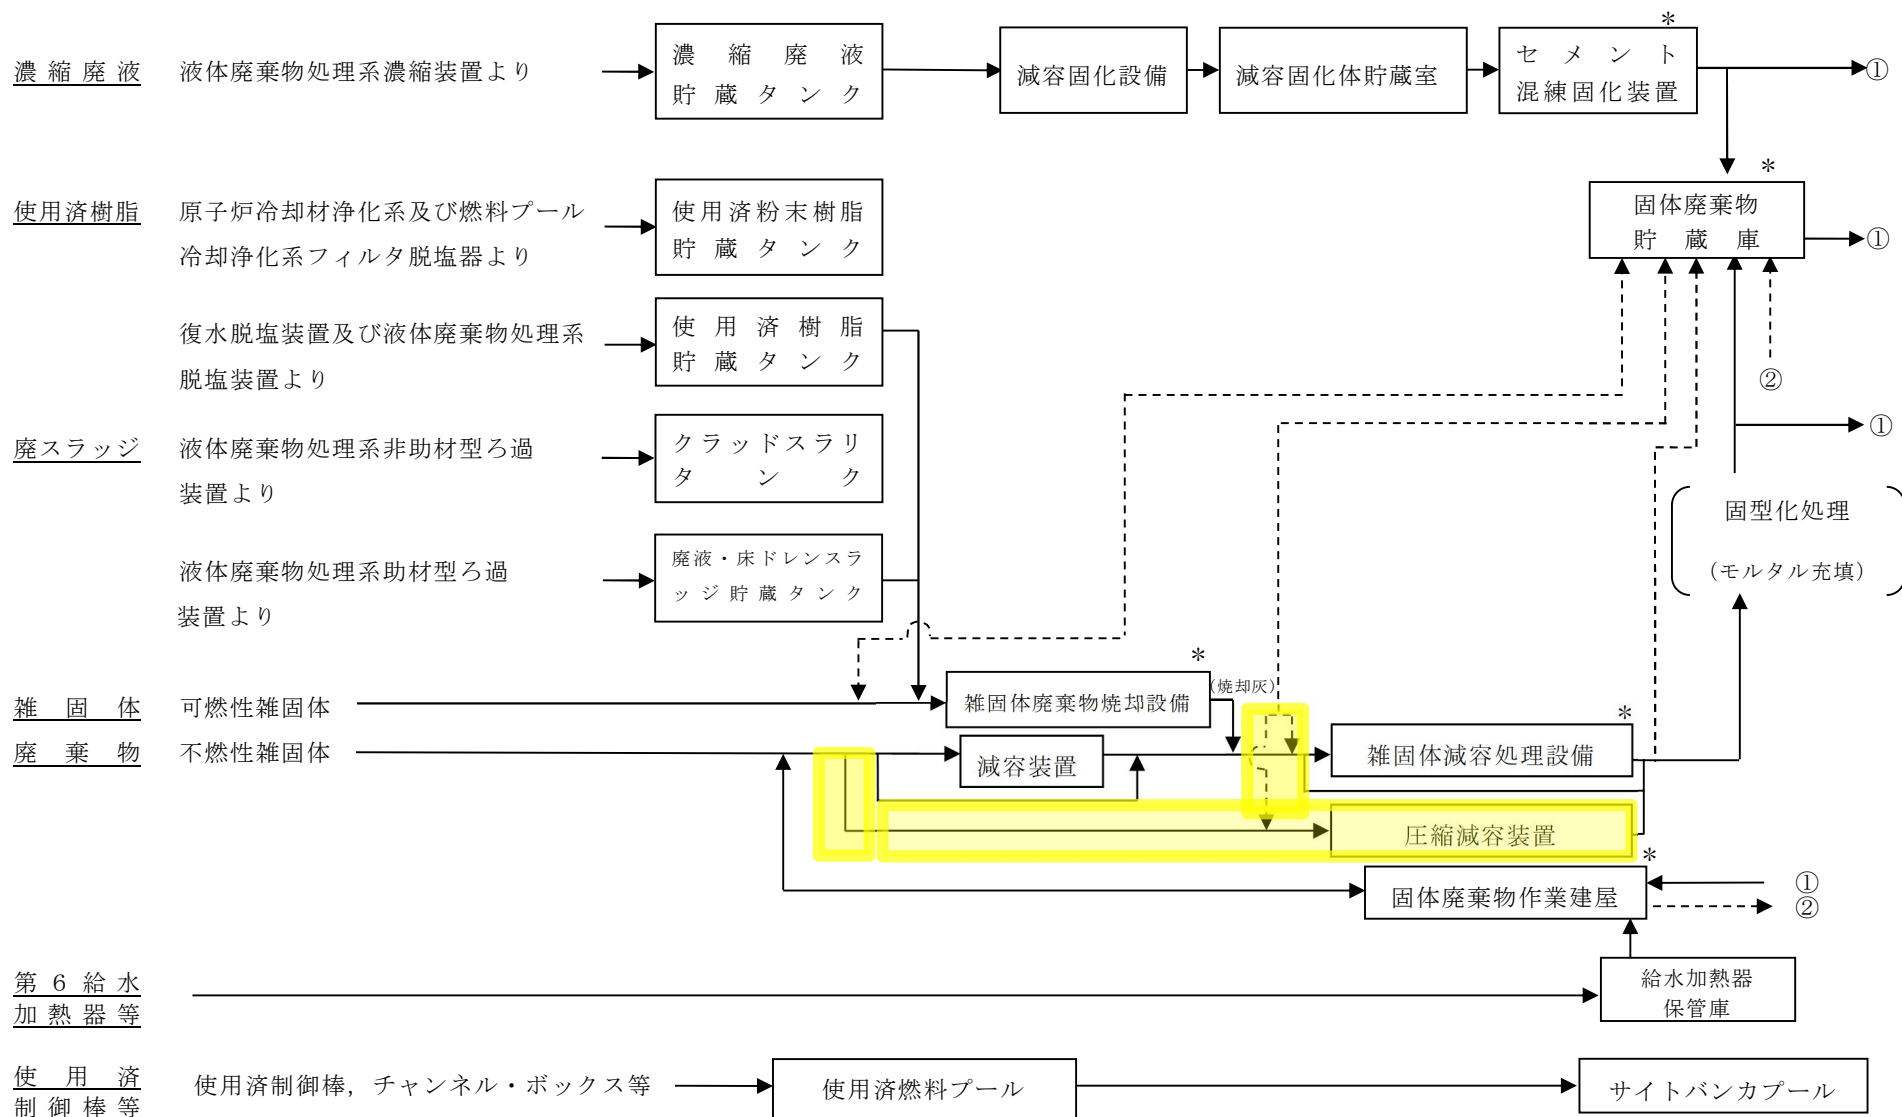 濃縮廃液 液体廃棄物処理系濃縮装置より
濃縮廃液
貯蔵タンク
減容固化設備
減容固化体貯蔵室
*
セメント
混練固化装置
①
使用済樹脂 原子炉冷却材浄化系及び燃料プール
冷却浄化系フィルタ脱塩器より
使用済粉末樹脂
貯蔵タンク
*
固体廃棄物
貯蔵庫
①
復水脱塩装置及び液体廃棄物処理系
脱塩装置より
使用済樹脂
貯蔵タンク
②
①
廃スラッジ 液体廃棄物処理系非助材型ろ過
装置より
クラッドスラリ
タンク
固型化処理
(モルタル充填)
液体廃棄物処理系助材型ろ過
装置より
廃液・床ドレンスラ
ッジ貯蔵タンク
雑固体 可燃性雑固体
*
雑固体廃棄物焼却設備
(焼却灰)
廃棄物 不燃性雑固体
減容装置
*
雑固体減容処理設備
圧縮減容装置
*
固体廃棄物作業建屋
①
②
第6給水
加熱器等
給水加熱器
保管庫
使用済
制御棒等
使用済制御棒,チャンネル・ボックス等
使用済燃料プール
サイトバンカプール